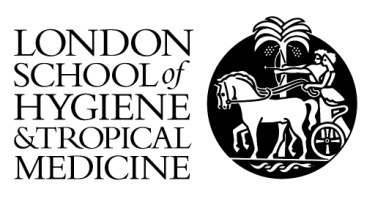 LONDON
SCHOOL of
HYGIENE
& TROPICAL
MEDICINE